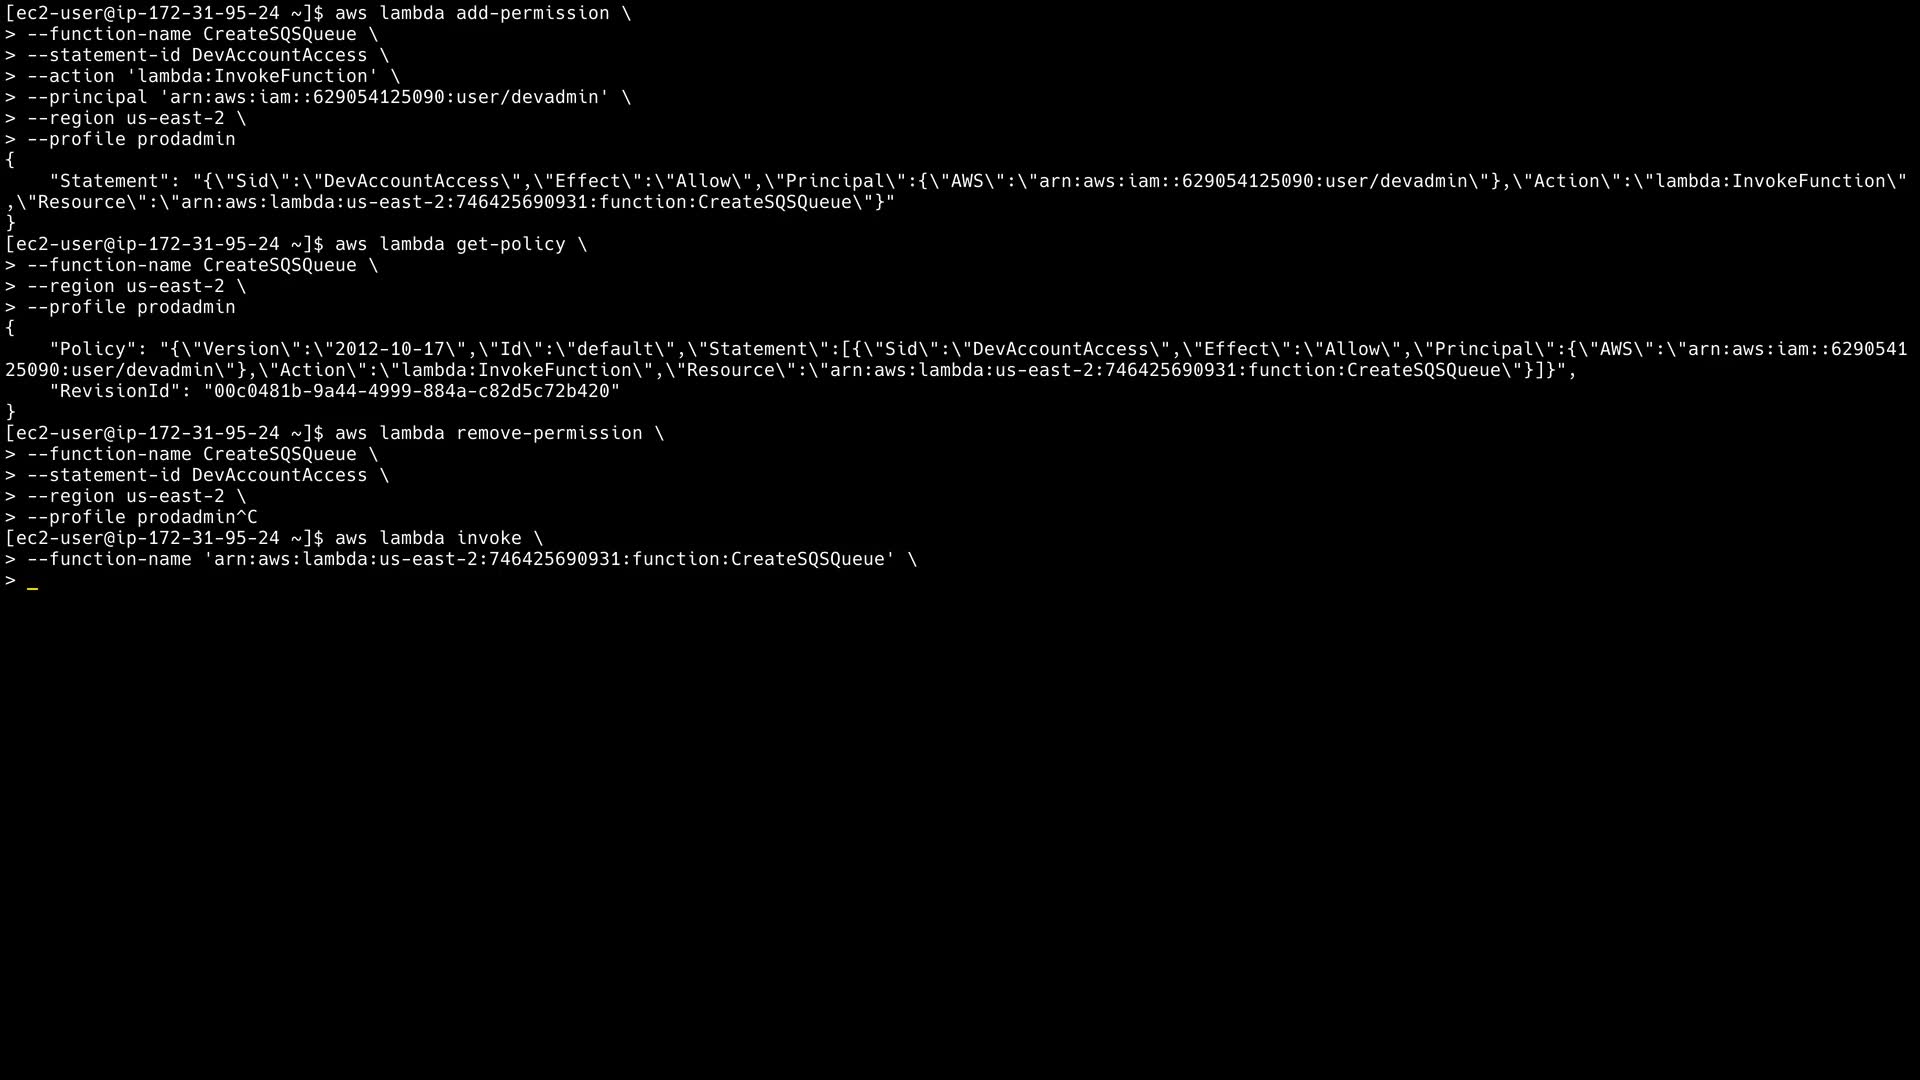 [ec2-user@ip-172-31-95-24 ~]$ aws lambda add-permission \
> --function-name CreateSQSQueue \
> --statement-id DevAccountAccess \
> --action 'lambda:InvokeFunction' \
> --principal 'arn:aws:iam::629054125090:user/devadmin' \
> --region us-east-2 \
> --profile prodadmin
{
    "Statement": "{\"Sid\":\"DevAccountAccess\",\"Effect\":\"Allow\",\"Principal\":{\"AWS\":\"arn:aws:iam::629054125090:user/devadmin\"},\"Action\":\"lambda:InvokeFunction\"
,\"Resource\":\"arn:aws:lambda:us-east-2:746425690931:function:CreateSQSQueue\"}"
}
[ec2-user@ip-172-31-95-24 ~]$ aws lambda get-policy \
> --function-name CreateSQSQueue \
> --region us-east-2 \
> --profile prodadmin
{
    "Policy": "{\"Version\":\"2012-10-17\",\"Id\":\"default\",\"Statement\":[{\"Sid\":\"DevAccountAccess\",\"Effect\":\"Allow\",\"Principal\":{\"AWS\":\"arn:aws:iam::6290541
25090:user/devadmin\"},\"Action\":\"lambda:InvokeFunction\",\"Resource\":\"arn:aws:lambda:us-east-2:746425690931:function:CreateSQSQueue\"}]}",
    "RevisionId": "00c0481b-9a44-4999-884a-c82d5c72b420"
}
[ec2-user@ip-172-31-95-24 ~]$ aws lambda remove-permission \
> --function-name CreateSQSQueue \
> --statement-id DevAccountAccess \
> --region us-east-2 \
> --profile prodadmin^C
[ec2-user@ip-172-31-95-24 ~]$ aws lambda invoke \
> --function-name 'arn:aws:lambda:us-east-2:746425690931:function:CreateSQSQueue' \
> _